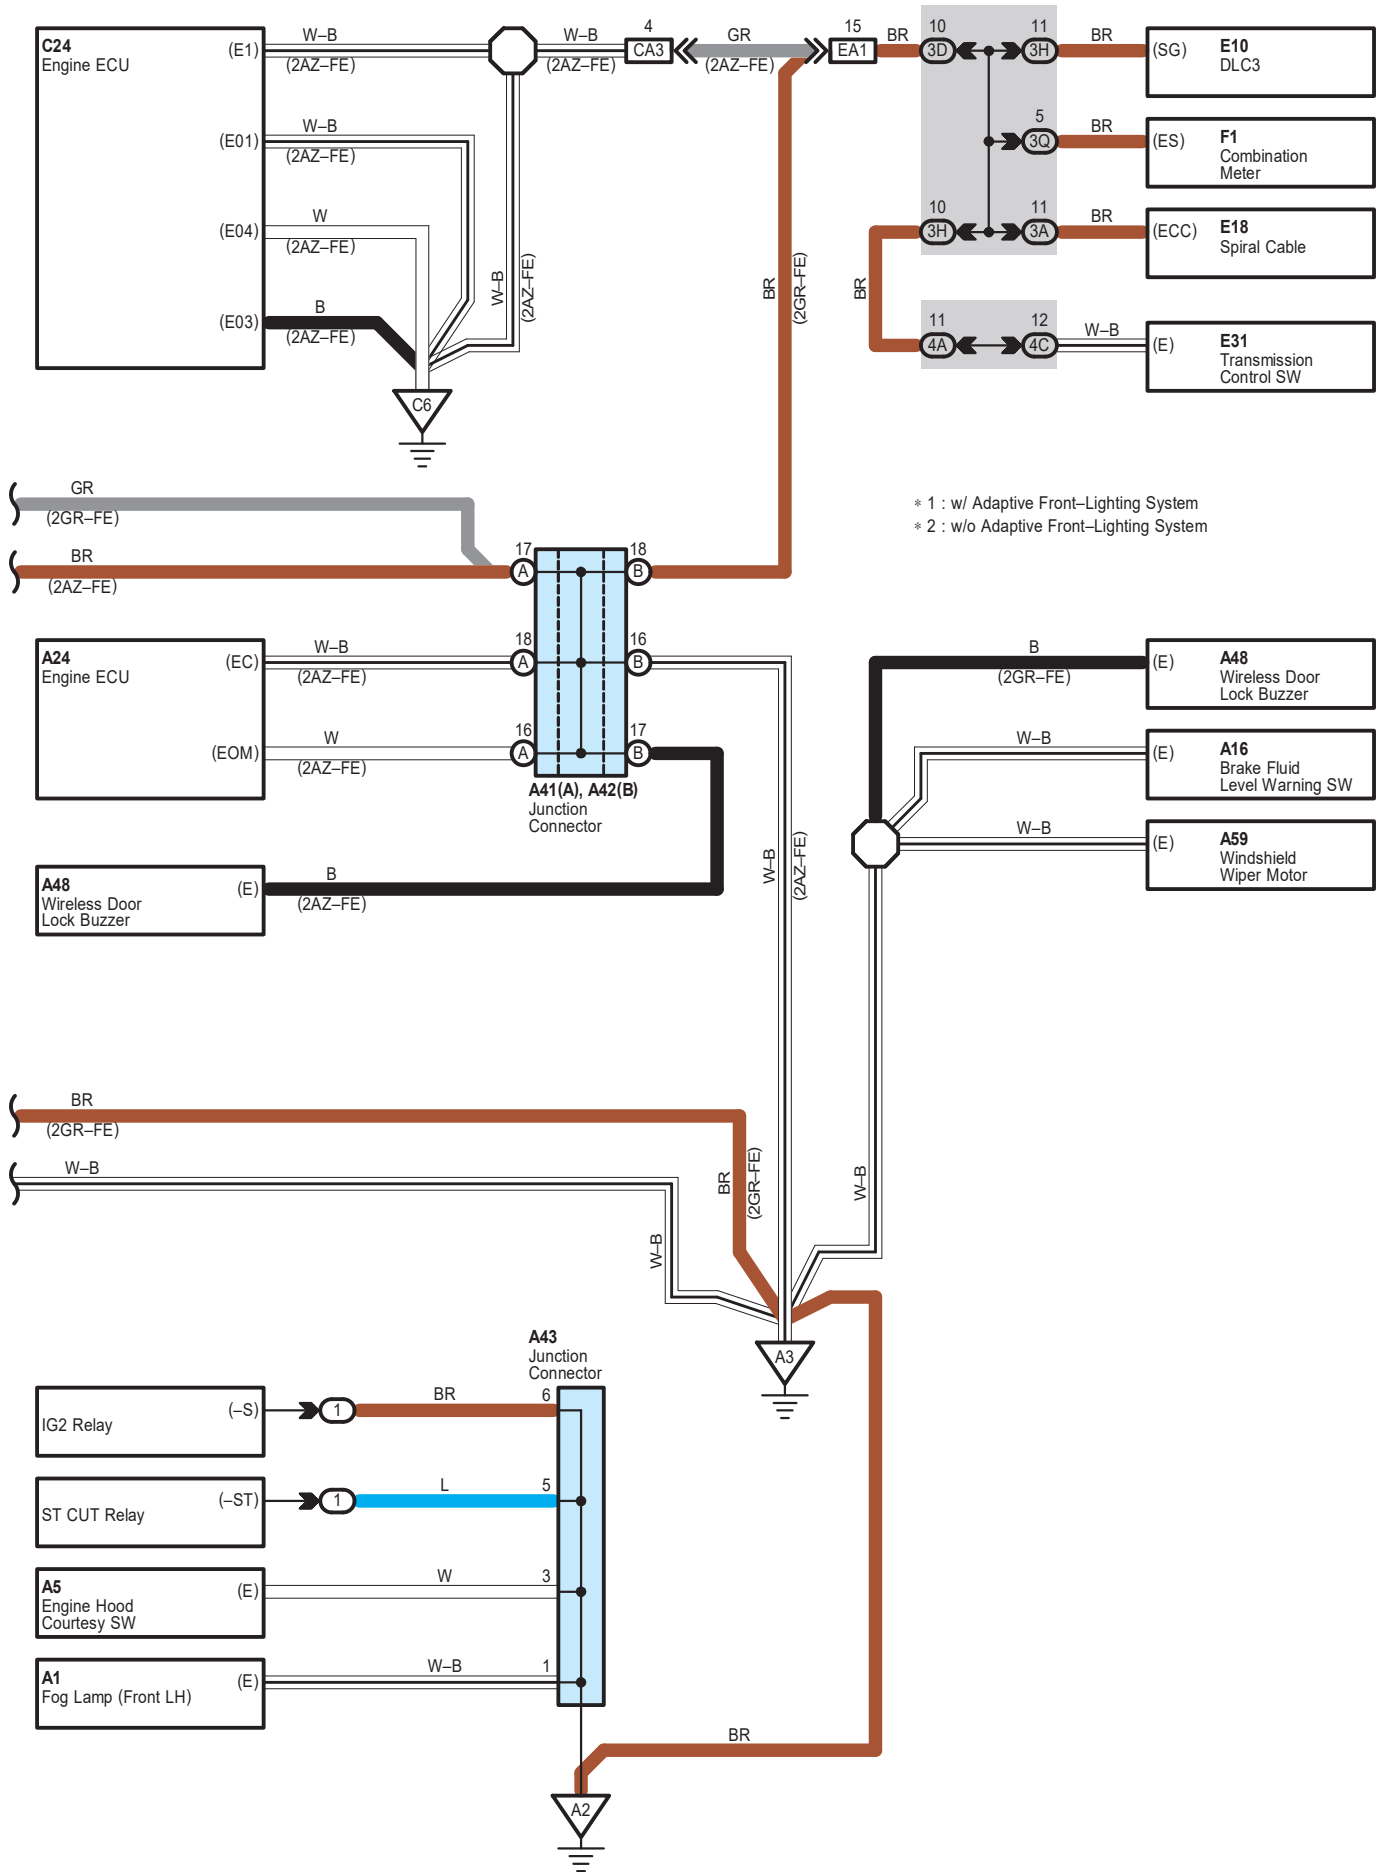 C24
Engine ECU
(E1)
W–B
(2AZ–FE)
W–B
(2AZ–FE)
4
CA3
GR
(2AZ–FE)
15
EA1
BR
10
3D
11
3H
BR
(SG)
E10
DLC3
(E01)
W–B
(2AZ–FE)
5
3Q
BR
(ES)
F1
Combination
Meter
(E04)
W
(2AZ–FE)
10
3H
11
3A
BR
(ECC)
E18
Spiral Cable
W–B
(2AZ–FE)
BR
(2GR–FE)
BR
(E03)
B
(2AZ–FE)
11
4A
12
4C
W–B
(E)
E31
Transmission
Control SW
C6
GR
(2GR–FE)
* 1 : w/ Adaptive Front–Lighting System
* 2 : w/o Adaptive Front–Lighting System
BR
(2AZ–FE)
17
A
18
B
A24
Engine ECU
(EC)
W–B
(2AZ–FE)
18
A
16
B
(EOM)
W
(2AZ–FE)
16
A
17
B
A41(A), A42(B)
Junction
Connector
B
(2GR–FE)
(E)
A48
Wireless Door
Lock Buzzer
W–B
(E)
A16
Brake Fluid
Level Warning SW
W–B
(E)
A59
Windshield
Wiper Motor
W–B
(2AZ–FE)
A48
Wireless Door
Lock Buzzer
(E)
B
(2AZ–FE)
BR
(2GR–FE)
W–B
BR
(2GR–FE)
W–B
W–B
A3
A43
Junction
Connector
IG2 Relay
(–S)
1
BR
6
ST CUT Relay
(–ST)
1
L
5
A5
Engine Hood
Courtesy SW
(E)
W
3
A1
Fog Lamp (Front LH)
(E)
W–B
1
BR
A2